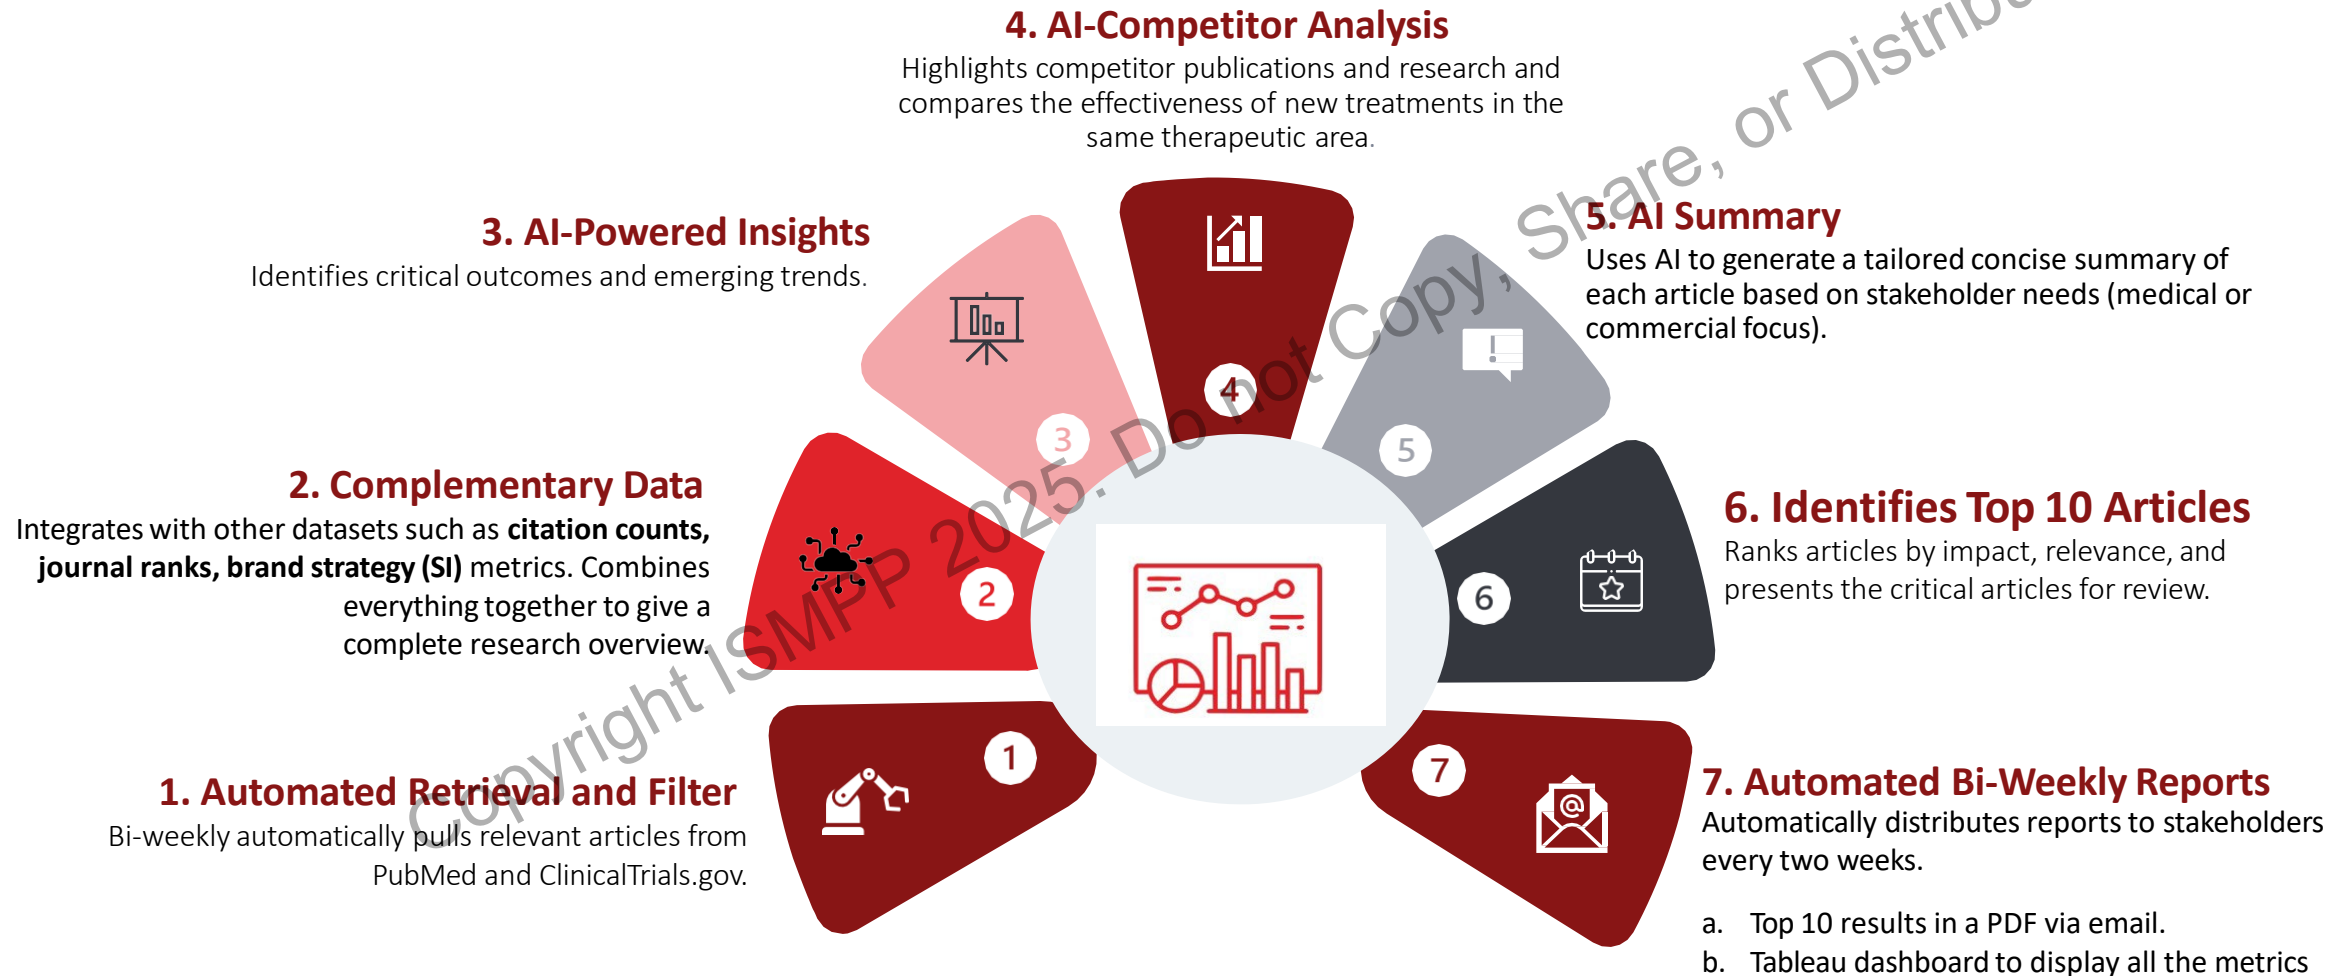 4. AI-Competitor Analysis
Highlights competitor publications and research and
compares the effectiveness of new treatments in the
same therapeutic area.
3. AI-Powered Insights
Identifies critical outcomes and emerging trends.
5. AI Summary
Uses AI to generate a tailored concise summary of
each article based on stakeholder needs (medical or
commercial focus).
2. Complementary Data
Integrates with other datasets such as citation counts,
journal ranks, brand strategy (SI) metrics. Combines
everything together to give a
complete research overview.
6. Identifies Top 10 Articles
Ranks articles by impact, relevance, and
presents the critical articles for review.
1. Automated Retrieval and Filter
Bi-weekly automatically pulls relevant articles from
PubMed and ClinicalTrials.gov.
7. Automated Bi-Weekly Reports
Automatically distributes reports to stakeholders
every two weeks.
a. Top 10 results in a PDF via email.
b. Tableau dashboard to display all the metrics
1
2
3
4
5
6
7
@
Copyright ISMPP 2025. Do not Copy, Share, or